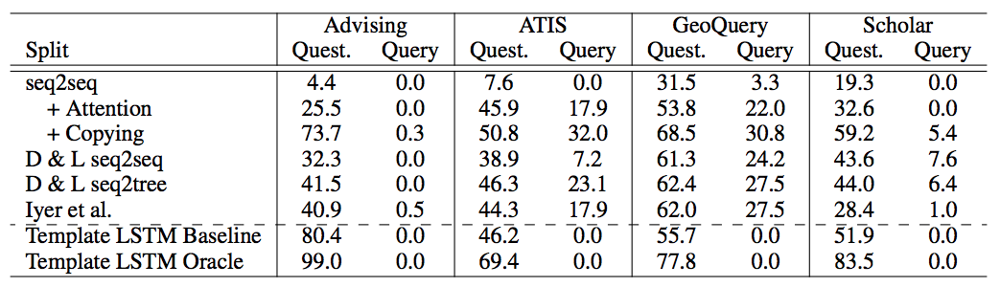 Advising ATIS GeoQuery Scholar
Split Quest. Query Quest. Query Quest. Query Quest. Query
seq2seq 4.4 0.0 7.6 0.0 31.5 3.3 19.3 0.0
+ Attention 25.5 0.0 45.9 17.9 53.8 22.0 32.6 0.0
+ Copying 73.7 0.3 50.8 32.0 68.5 30.8 59.2 5.4
D & L seq2seq 32.3 0.0 38.9 7.2 61.3 24.2 43.6 7.6
D & L seq2tree 41.5 0.0 46.3 23.1 62.4 27.5 44.0 6.4
Iyer et al. 40.9 0.5 44.3 17.9 62.0 27.5 28.4 1.0
Template LSTM Baseline 80.4 0.0 46.2 0.0 55.7 0.0 51.9 0.0
Template LSTM Oracle 99.0 0.0 69.4 0.0 77.8 0.0 83.5 0.0